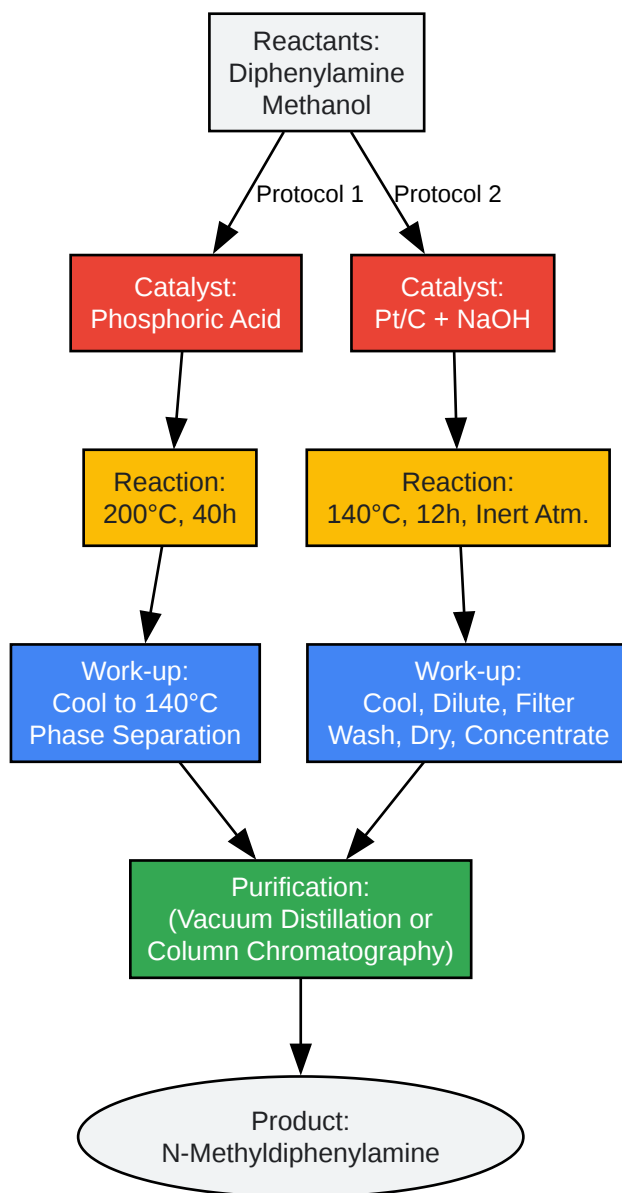 Reactants:
Diphenylamine
Methanol
Protocol 1
Protocol 2
Catalyst:
Phosphoric Acid
Catalyst:
Pt/C + NaOH
Reaction:
200°C, 40h
Reaction:
140°C, 12h, Inert Atm.
Work-up:
Cool to 140°C
Phase Separation
Work-up:
Cool, Dilute, Filter
Wash, Dry, Concentrate
Purification:
(Vacuum Distillation or
Column Chromatography)
Product:
N-Methyldiphenylamine